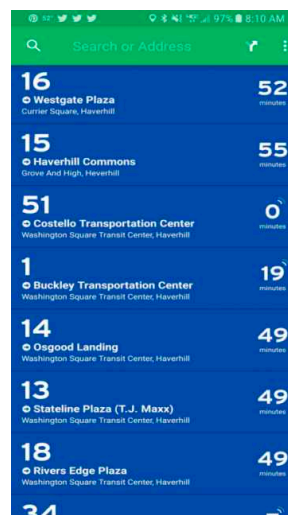 52° 97% 8:10 AM
Search or Address
16
Westgate Plaza
Currier Square, Haverhill
52
minutes
15
Haverhill Commons
Grove And High, Heverhill
55
minutes
51
Costello Transportation Center
Washington Square Transit Center, Haverhill
0
minutes
1
Buckley Transportation Center
Washington Square Transit Center, Haverhill
19
minutes
14
Osgood Landing
Washington Square Transit Center, Haverhill
49
minutes
13
Stateline Plaza (T.J. Maxx)
Washington Square Transit Center, Haverhill
49
minutes
18
Rivers Edge Plaza
Washington Square Transit Center, Haverhill
49
minutes
34